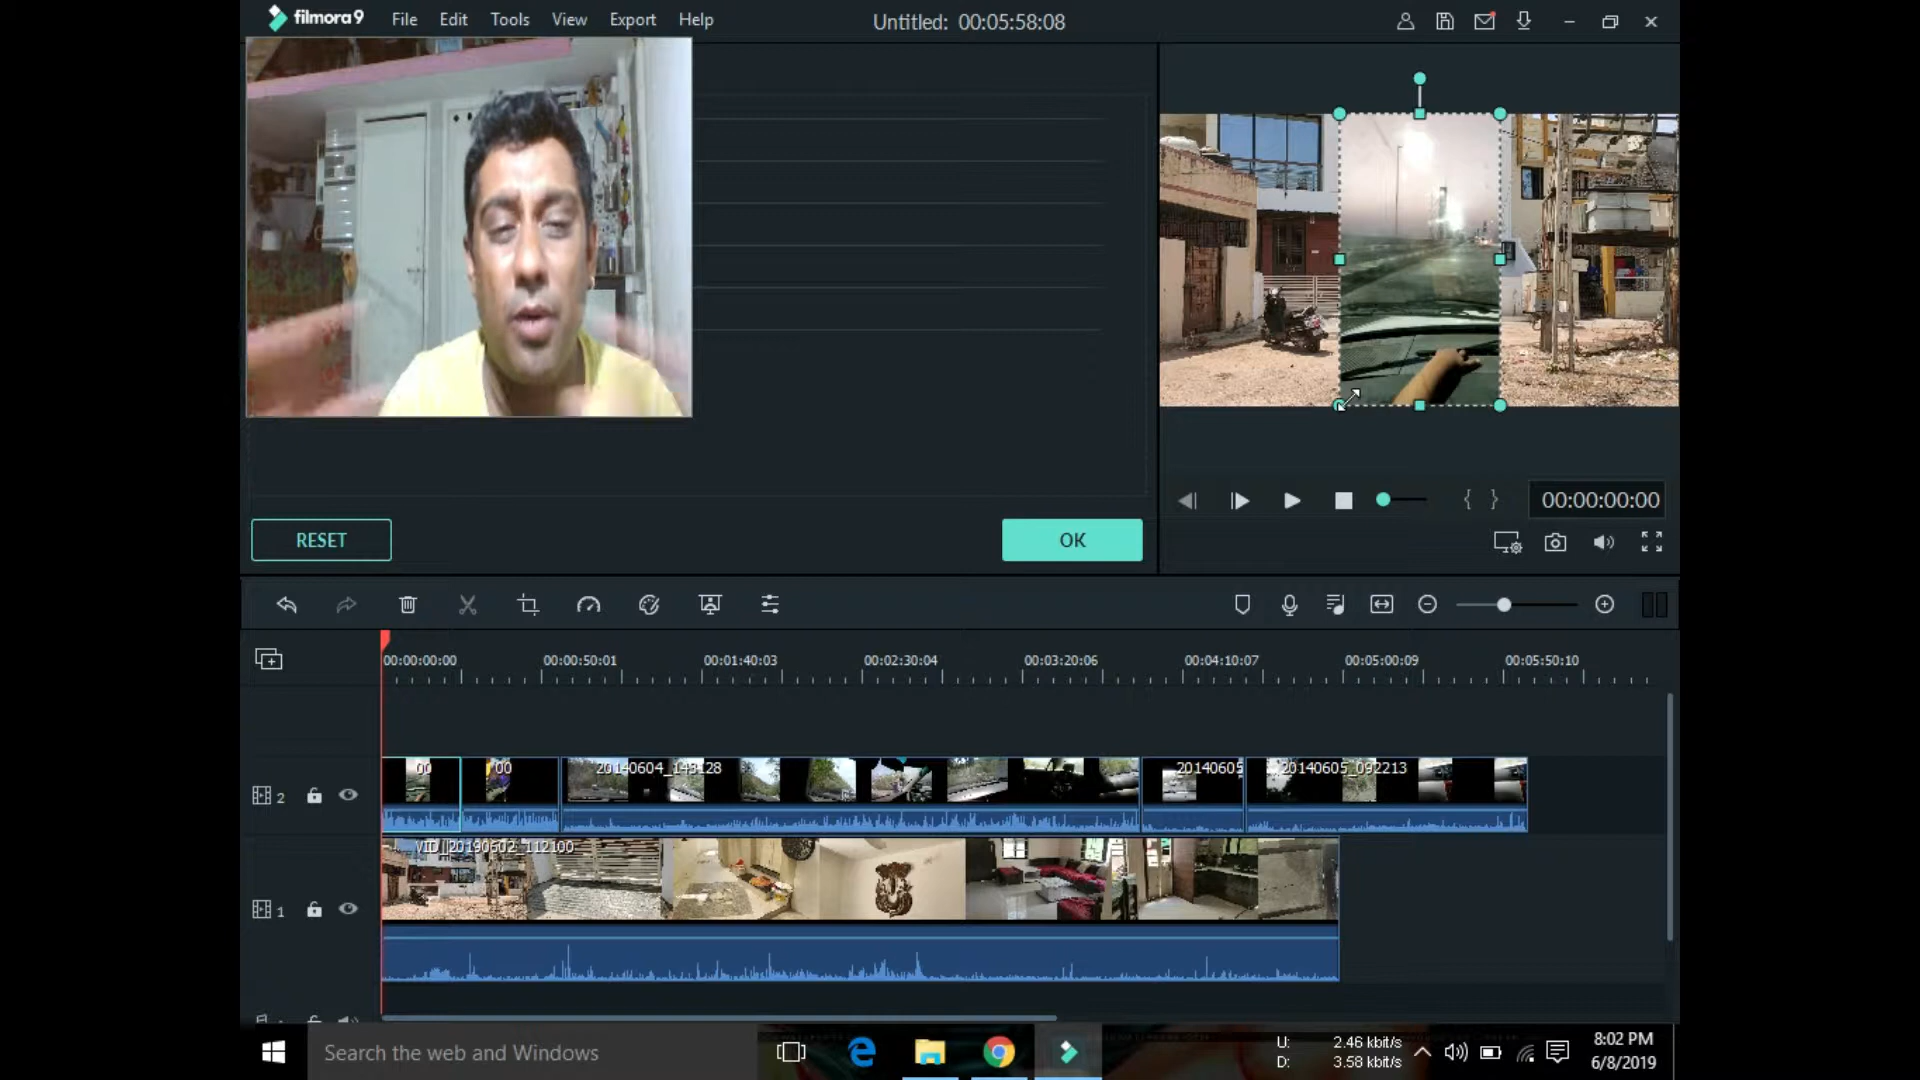 filmora9 File Edit Tools View Export Help Untitled: 00:05:58:08
00:00:00:00
RESET OK
00:00:00:00 00:00:50:01 00:01:40:03 00:02:30:04 00:03:20:06 00:04:10:07 00:05:00:09 00:05:50:10
00 00 20140604_143128 20140605 20140605_092213
2
VID_20190602_112100
1
Search the web and Windows
U: 2.46 kbit/s
D: 3.58 kbit/s
8:02 PM
6/8/2019